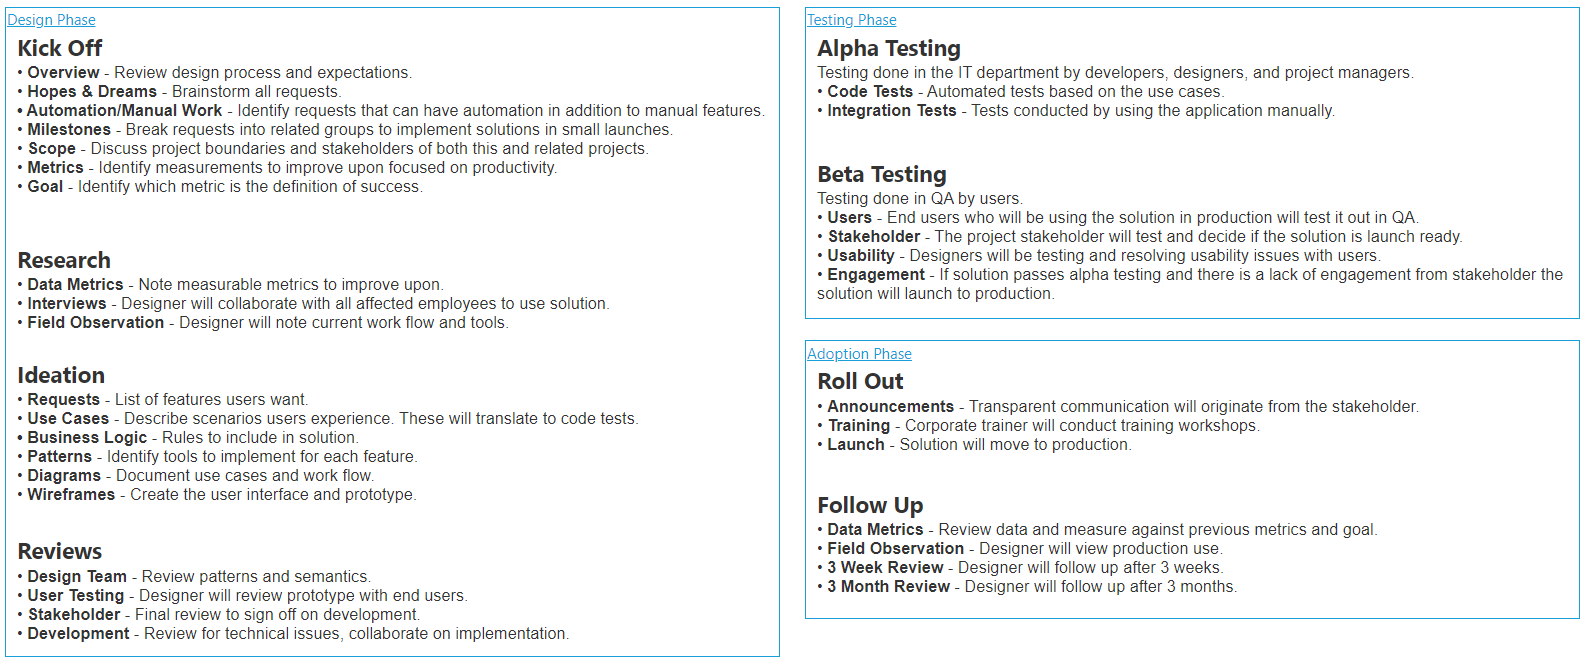 Design Phase
Kick Off
• Overview - Review design process and expectations.
• Hopes & Dreams - Brainstorm all requests.
• Automation/Manual Work - Identify requests that can have automation in addition to manual features.
• Milestones - Break requests into related groups to implement solutions in small launches.
• Scope - Discuss project boundaries and stakeholders of both this and related projects.
• Metrics - Identify measurements to improve upon focused on productivity.
• Goal - Identify which metric is the definition of success.
Research
• Data Metrics - Note measurable metrics to improve upon.
• Interviews - Designer will collaborate with all affected employees to use solution.
• Field Observation - Designer will note current work flow and tools.
Ideation
• Requests - List of features users want.
• Use Cases - Describe scenarios users experience. These will translate to code tests.
• Business Logic - Rules to include in solution.
• Patterns - Identify tools to implement for each feature.
• Diagrams - Document use cases and work flow.
• Wireframes - Create the user interface and prototype.
Reviews
• Design Team - Review patterns and semantics.
• User Testing - Designer will review prototype with end users.
• Stakeholder - Final review to sign off on development.
• Development - Review for technical issues, collaborate on implementation.
Testing Phase
Alpha Testing
Testing done in the IT department by developers, designers, and project managers.
• Code Tests - Automated tests based on the use cases.
• Integration Tests - Tests conducted by using the application manually.
Beta Testing
Testing done in QA by users.
• Users - End users who will be using the solution in production will test it out in QA.
• Stakeholder - The project stakeholder will test and decide if the solution is launch ready.
• Usability - Designers will be testing and resolving usability issues with users.
• Engagement - If solution passes alpha testing and there is a lack of engagement from stakeholder the
solution will launch to production.
Adoption Phase
Roll Out
• Announcements - Transparent communication will originate from the stakeholder.
• Training - Corporate trainer will conduct training workshops.
• Launch - Solution will move to production.
Follow Up
• Data Metrics - Review data and measure against previous metrics and goal.
• Field Observation - Designer will view production use.
• 3 Week Review - Designer will follow up after 3 weeks.
• 3 Month Review - Designer will follow up after 3 months.